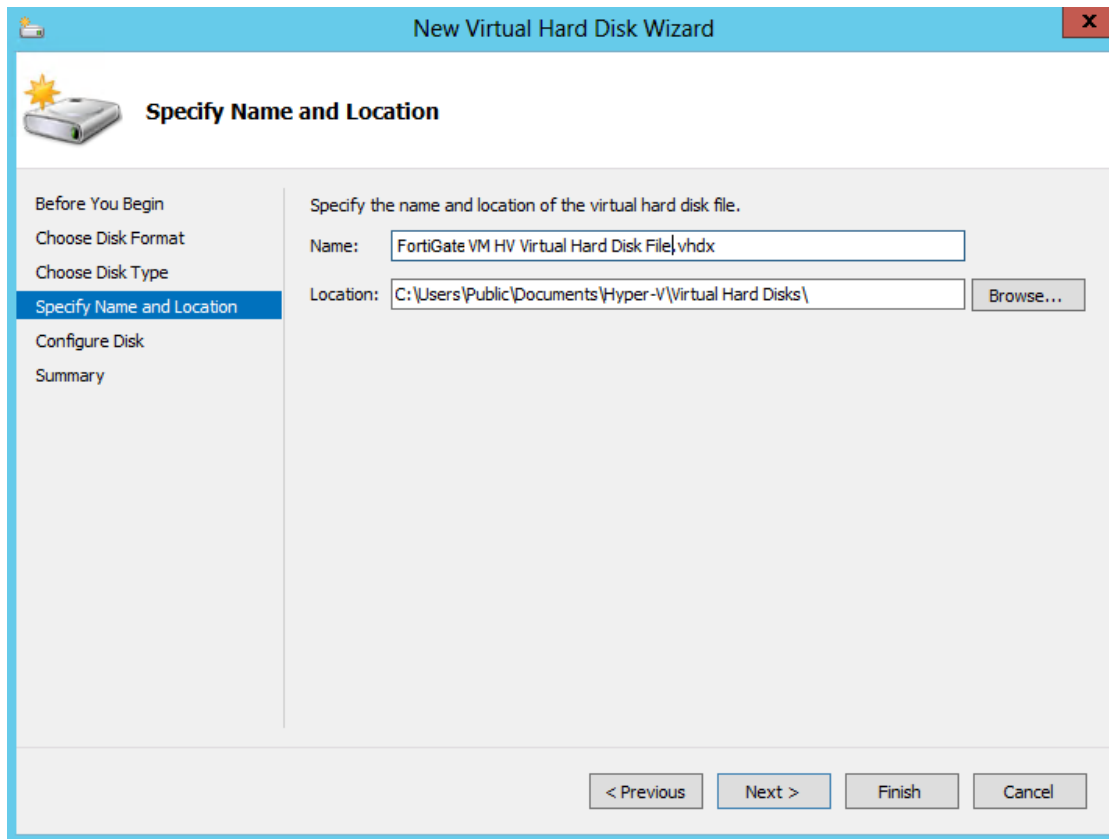 New Virtual Hard Disk Wizard
x
Specify Name and Location
Before You Begin
Choose Disk Format
Choose Disk Type
Specify Name and Location
Configure Disk
Summary
Specify the name and location of the virtual hard disk file.
Name: FortiGate VM HV Virtual Hard Disk File.vhdx
Location: C:\Users\Public\Documents\Hyper-V\Virtual Hard Disks\ Browse...
< Previous Next > Finish Cancel